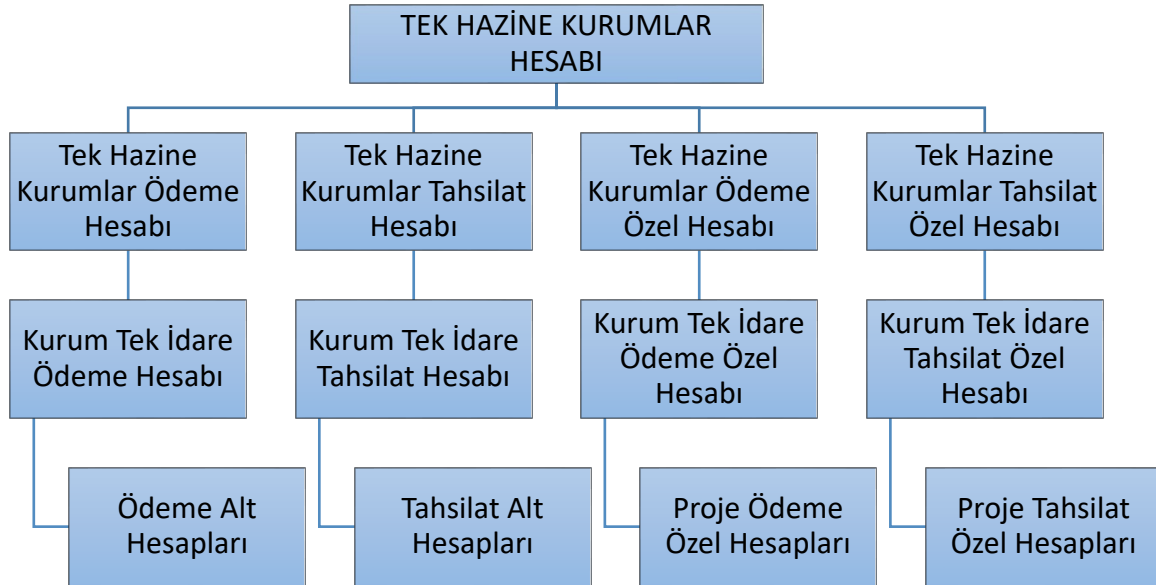 TEK HAZİNE KURUMLAR
HESABI
Tek Hazine
Kurumlar Ödeme
Hesabı
Tek Hazine
Kurumlar Tahsilat
Hesabı
Tek Hazine
Kurumlar Ödeme
Özel Hesabı
Tek Hazine
Kurumlar Tahsilat
Özel Hesabı
Kurum Tek İdare
Ödeme Hesabı
Kurum Tek İdare
Tahsilat Hesabı
Kurum Tek İdare
Ödeme Özel
Hesabı
Kurum Tek İdare
Tahsilat Özel
Hesabı
Ödeme Alt
Hesapları
Tahsilat Alt
Hesapları
Proje Ödeme
Özel Hesapları
Proje Tahsilat
Özel Hesapları